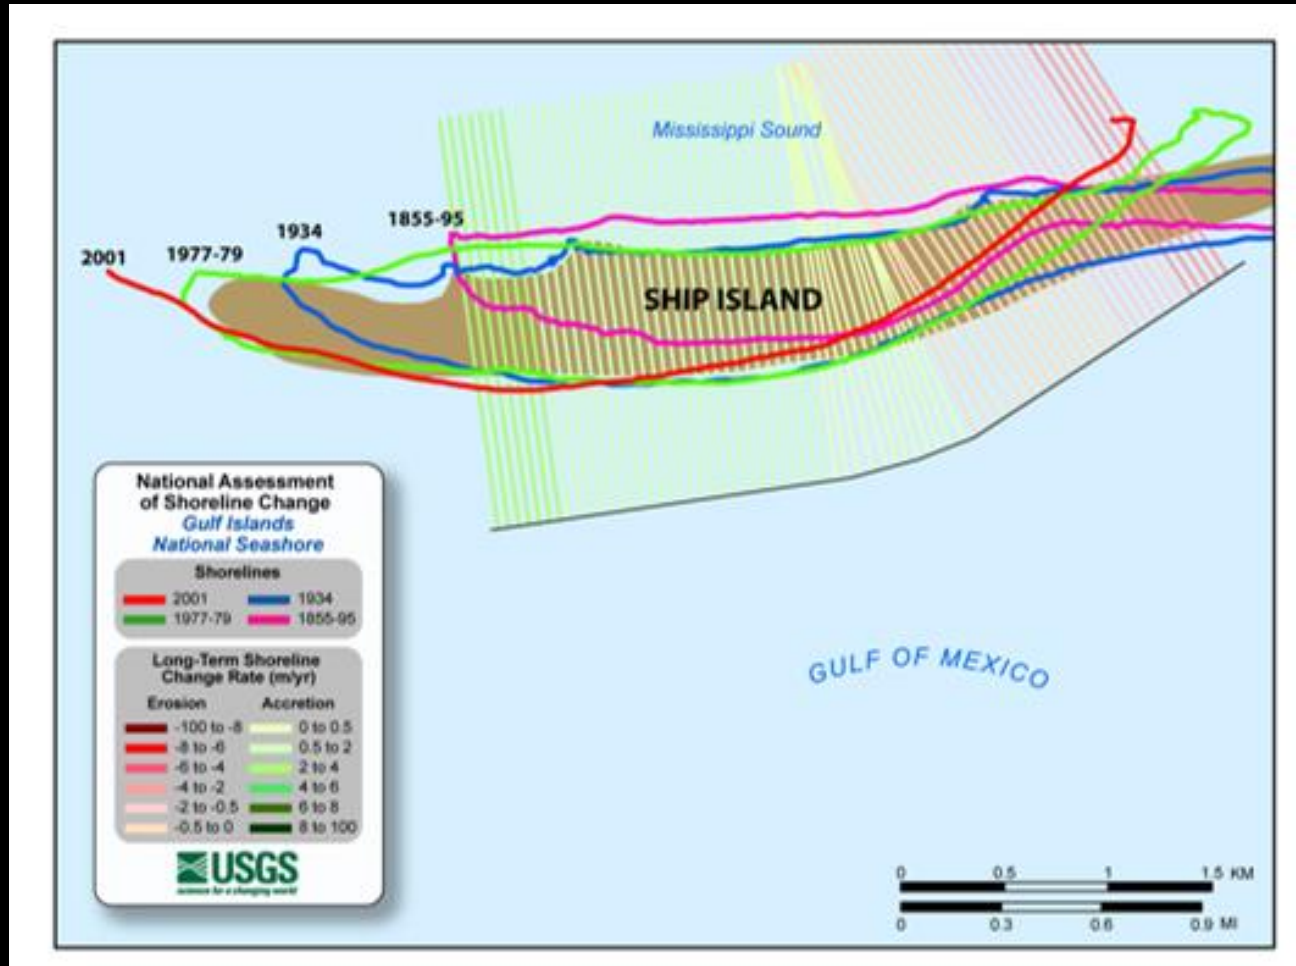 Mississippi Sound
1855-95
1934
1977-79
2001
SHIP ISLAND
National Assessment
of Shoreline Change
Gulf Islands
National Seashore
Shorelines
2001 1934
1977-79 1855-95
Long-Term Shoreline
Change Rate (m/yr)
Erosion Accretion
-100 to -8 0 to 0.5
-8 to -6 0.5 to 2
-6 to -4 2 to 4
-4 to -2 4 to 6
-2 to -0.5 6 to 8
-0.5 to 0 8 to 100
USGS
science for a changing world
GULF OF MEXICO
0 0.5 1 1.5 KM
0 0.3 0.6 0.9 MI